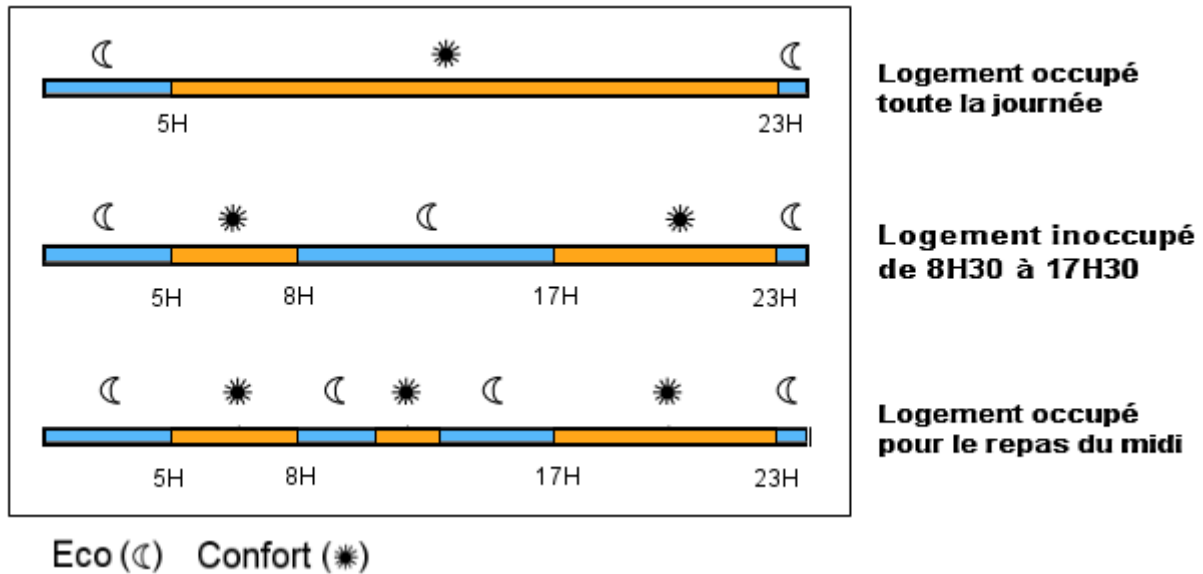 Logement occupé
toute la journée
5H 23H
Logement inoccupé
de 8H30 à 17H30
5H 8H 17H 23H
Logement occupé
pour le repas du midi
5H 8H 17H 23H
Eco (☾) Confort (☀)